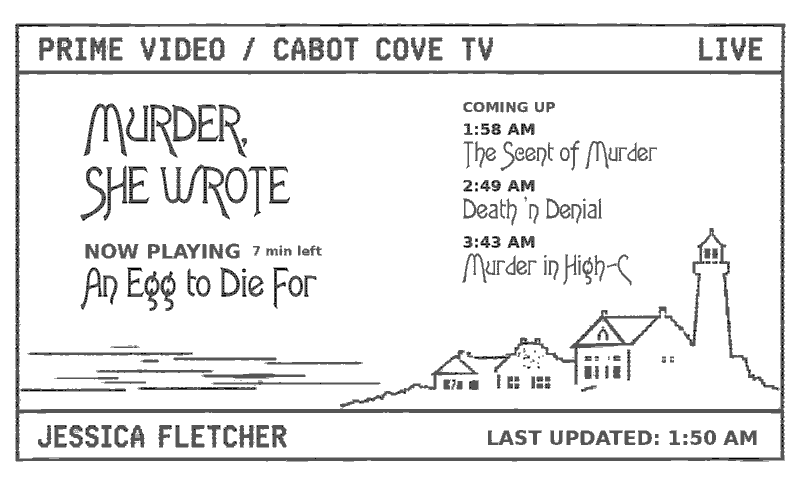 PRIME VIDEO / CABOT COVE TV
LIVE
MURDER,
SHE WROTE
NOW PLAYING 7 min left
An Egg to Die For
COMING UP
1:58 AM
The Scent of Murder
2:49 AM
Death 'n Denial
3:43 AM
Murder in High-C
JESSICA FLETCHER
LAST UPDATED: 1:50 AM